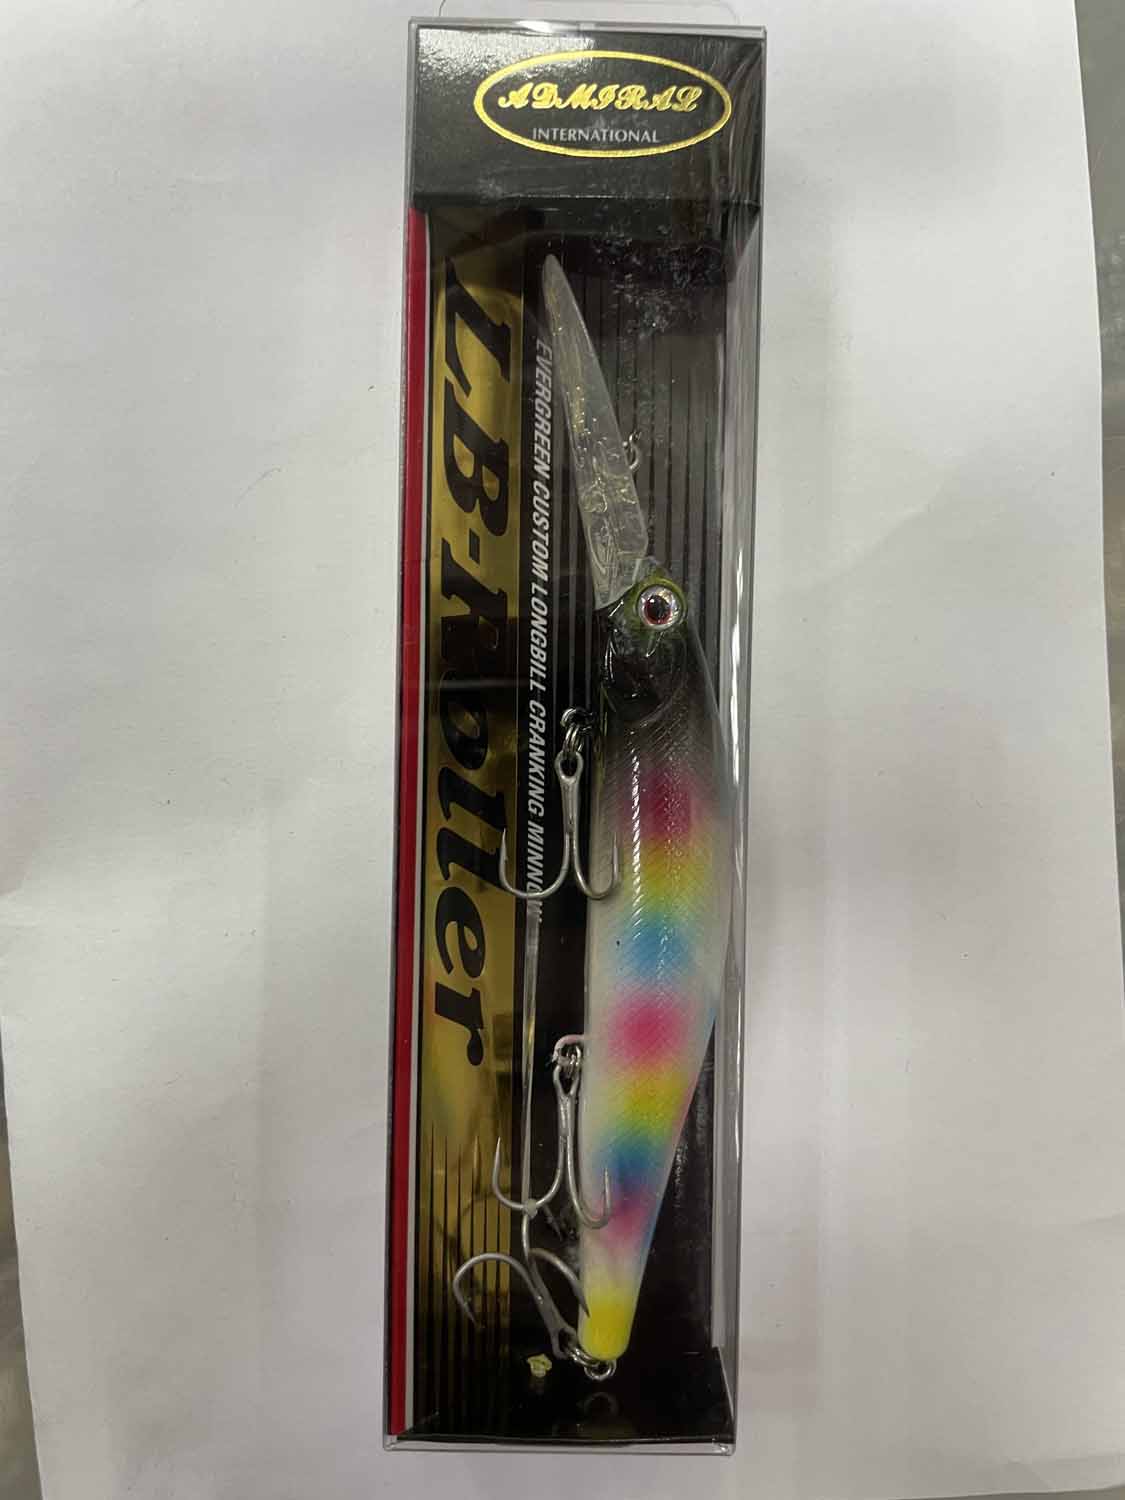 ADMIRAL
INTERNATIONAL
LB-Roller
EVERGREEN CUSTOM LONGBILL CRANKING MINNOW